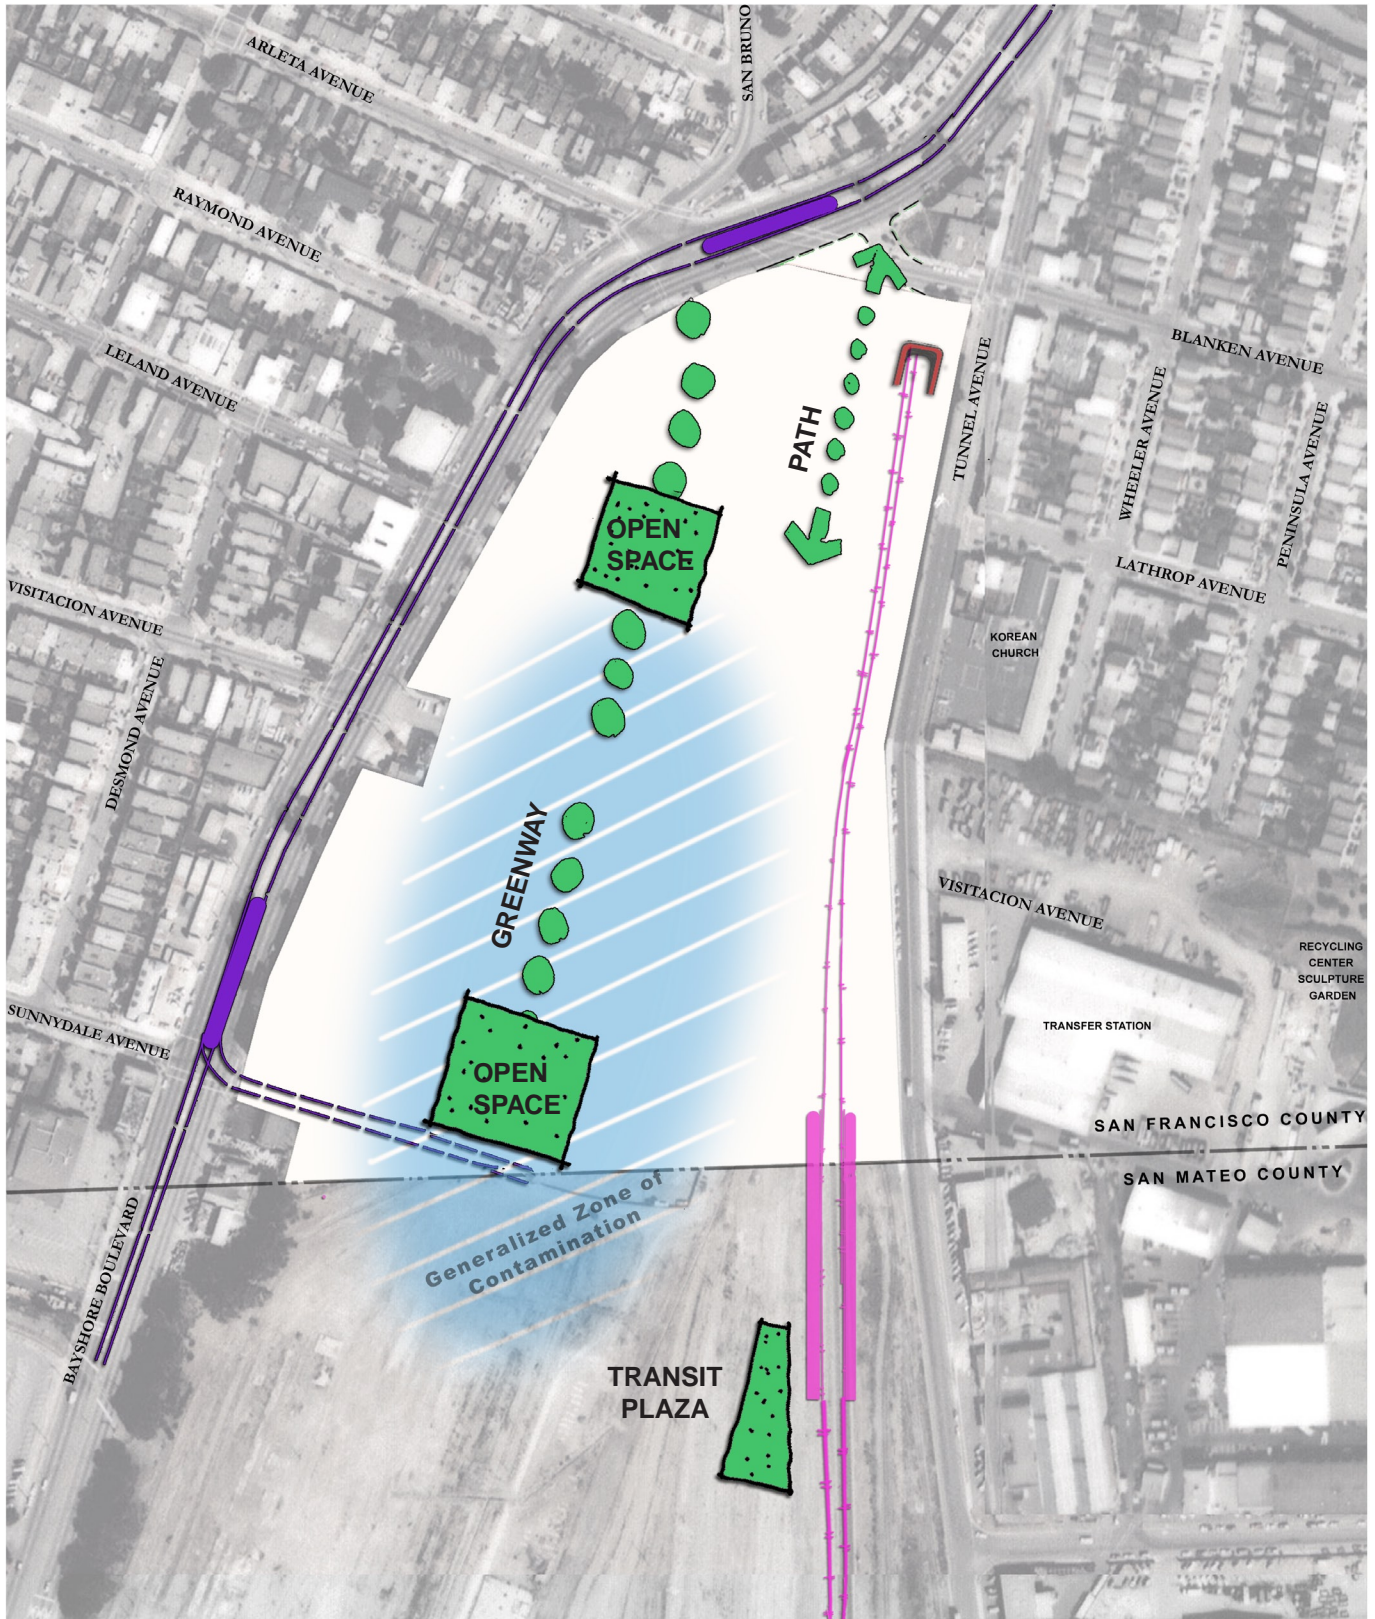 SAN BRUNO
ARLETA AVENUE
RAYMOND AVENUE
LELAND AVENUE
BLANKEN AVENUE
TUNNEL AVENUE
WHEELER AVENUE
PENINSULA AVENUE
PATH
OPEN
SPACE
LATHROP AVENUE
VISITACION AVENUE
KOREAN
CHURCH
DESMOND AVENUE
GREENWAY
VISITACION AVENUE
RECYCLING
CENTER
SCULPTURE
GARDEN
SUNNYDALE AVENUE
TRANSFER STATION
OPEN
SPACE
SAN FRANCISCO COUNTY
SAN MATEO COUNTY
Generalized Zone of
Contamination
BAYSHORE BOULEVARD
TRANSIT
PLAZA